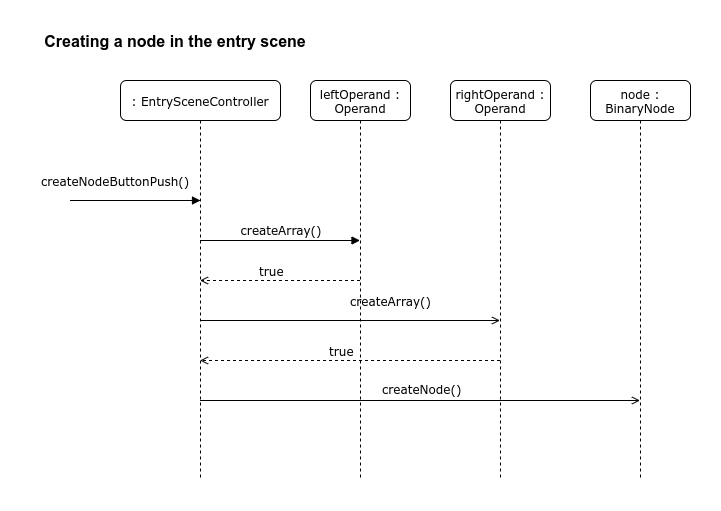 Creating a node in the entry scene
: EntrySceneController
leftOperand :
Operand
rightOperand :
Operand
node :
BinaryNode
createNodeButtonPush()
createArray()
true
createArray()
true
createNode()